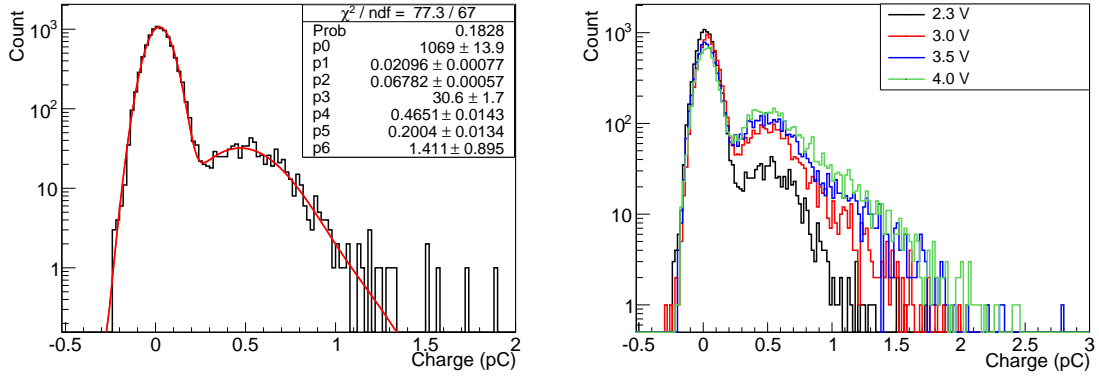 Count
10³
10²
10
1
-0.5 0 0.5 1 1.5 2
Charge (pC)
χ² / ndf = 77.3 / 67
Prob 0.1828
p0 1069 ± 13.9
p1 0.02096 ± 0.00077
p2 0.06782 ± 0.00057
p3 30.6 ± 1.7
p4 0.4651 ± 0.0143
p5 0.2004 ± 0.0134
p6 1.411 ± 0.895
Count
10³
10²
10
1
-0.5 0 0.5 1 1.5 2 2.5 3
Charge (pC)
2.3 V
3.0 V
3.5 V
4.0 V